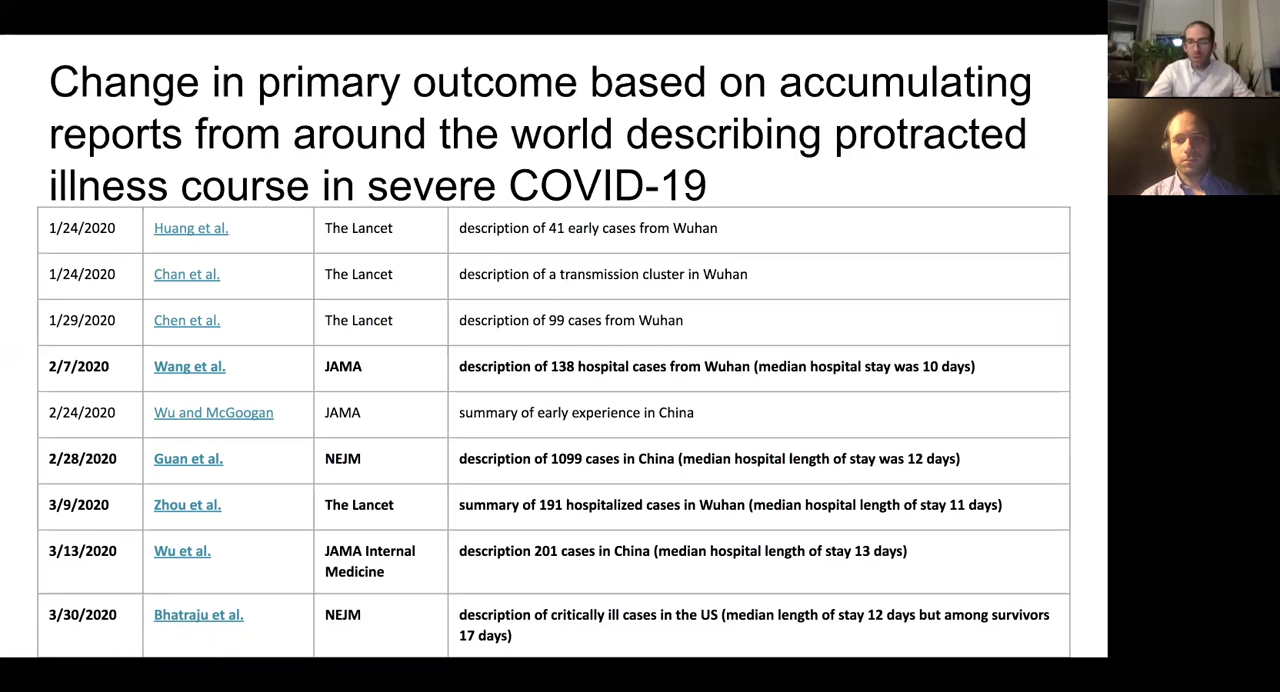 Change in primary outcome based on accumulating
reports from around the world describing protracted
illness course in severe COVID-19
1/24/2020 Huang et al. The Lancet description of 41 early cases from Wuhan
1/24/2020 Chan et al. The Lancet description of a transmission cluster in Wuhan
1/29/2020 Chen et al. The Lancet description of 99 cases from Wuhan
2/7/2020 Wang et al. JAMA description of 138 hospital cases from Wuhan (median hospital stay was 10 days)
2/24/2020 Wu and McGoogan JAMA summary of early experience in China
2/28/2020 Guan et al. NEJM description of 1099 cases in China (median hospital length of stay was 12 days)
3/9/2020 Zhou et al. The Lancet summary of 191 hospitalized cases in Wuhan (median hospital length of stay 11 days)
3/13/2020 Wu et al. JAMA Internal description 201 cases in China (median hospital length of stay 13 days)
Medicine
3/30/2020 Bhatraju et al. NEJM description of critically ill cases in the US (median length of stay 12 days but among survivors
17 days)